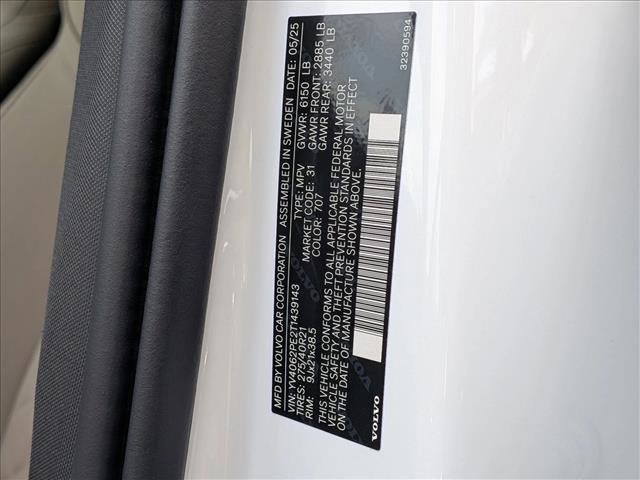 MFD BY VOLVO CAR CORPORATION ASSEMBLED IN SWEDEN DATE: 05/25
VIN: YV4062PE2T1439143 TYPE: MPV GVWR: 6150 LB
TIRES: 275/40R21 MARKET CODE: 31 GAWR FRONT: 2885 LB
RIM: 9Jx21x38.5 COLOR: 707 GAWR REAR: 3440 LB
THIS VEHICLE CONFORMS TO ALL APPLICABLE FEDERAL MOTOR
VEHICLE SAFETY AND THEFT PREVENTION STANDARDS IN EFFECT
ON THE DATE OF MANUFACTURE SHOWN ABOVE.
VOLVO
32390594